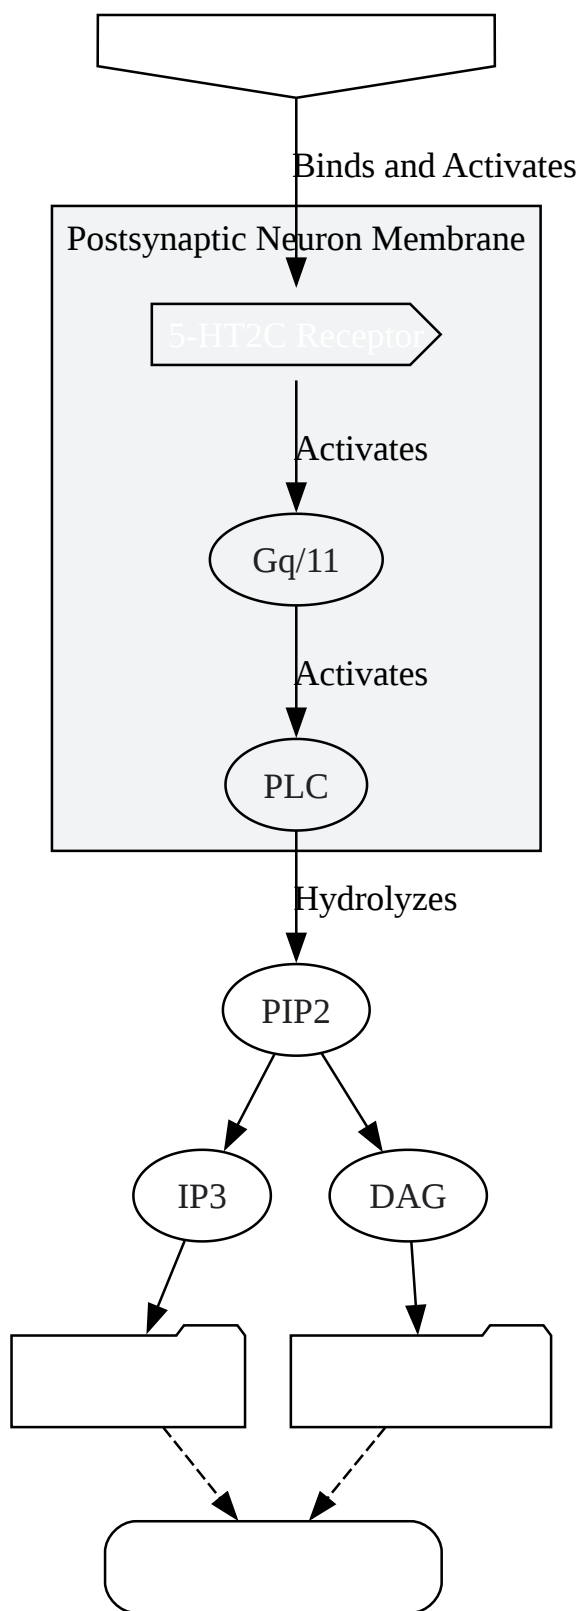 Binds and Activates
Postsynaptic Neuron Membrane
5-HT2C Receptor
Activates
Gq/11
Activates
PLC
Hydrolyzes
PIP2
IP3
DAG